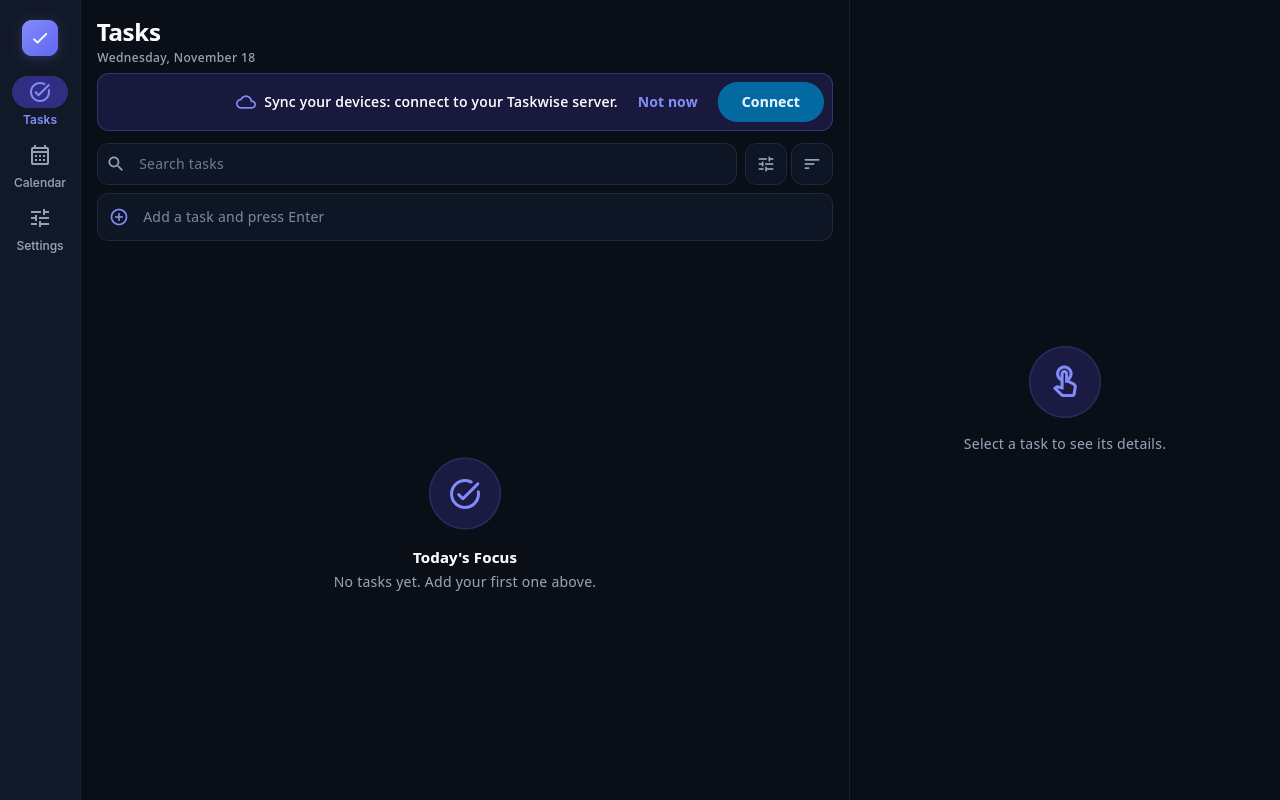 Tasks
Wednesday, November 18
Sync your devices: connect to your Taskwise server.
Not now
Connect
Search tasks
Add a task and press Enter
Tasks
Calendar
Settings
Today's Focus
No tasks yet. Add your first one above.
Select a task to see its details.